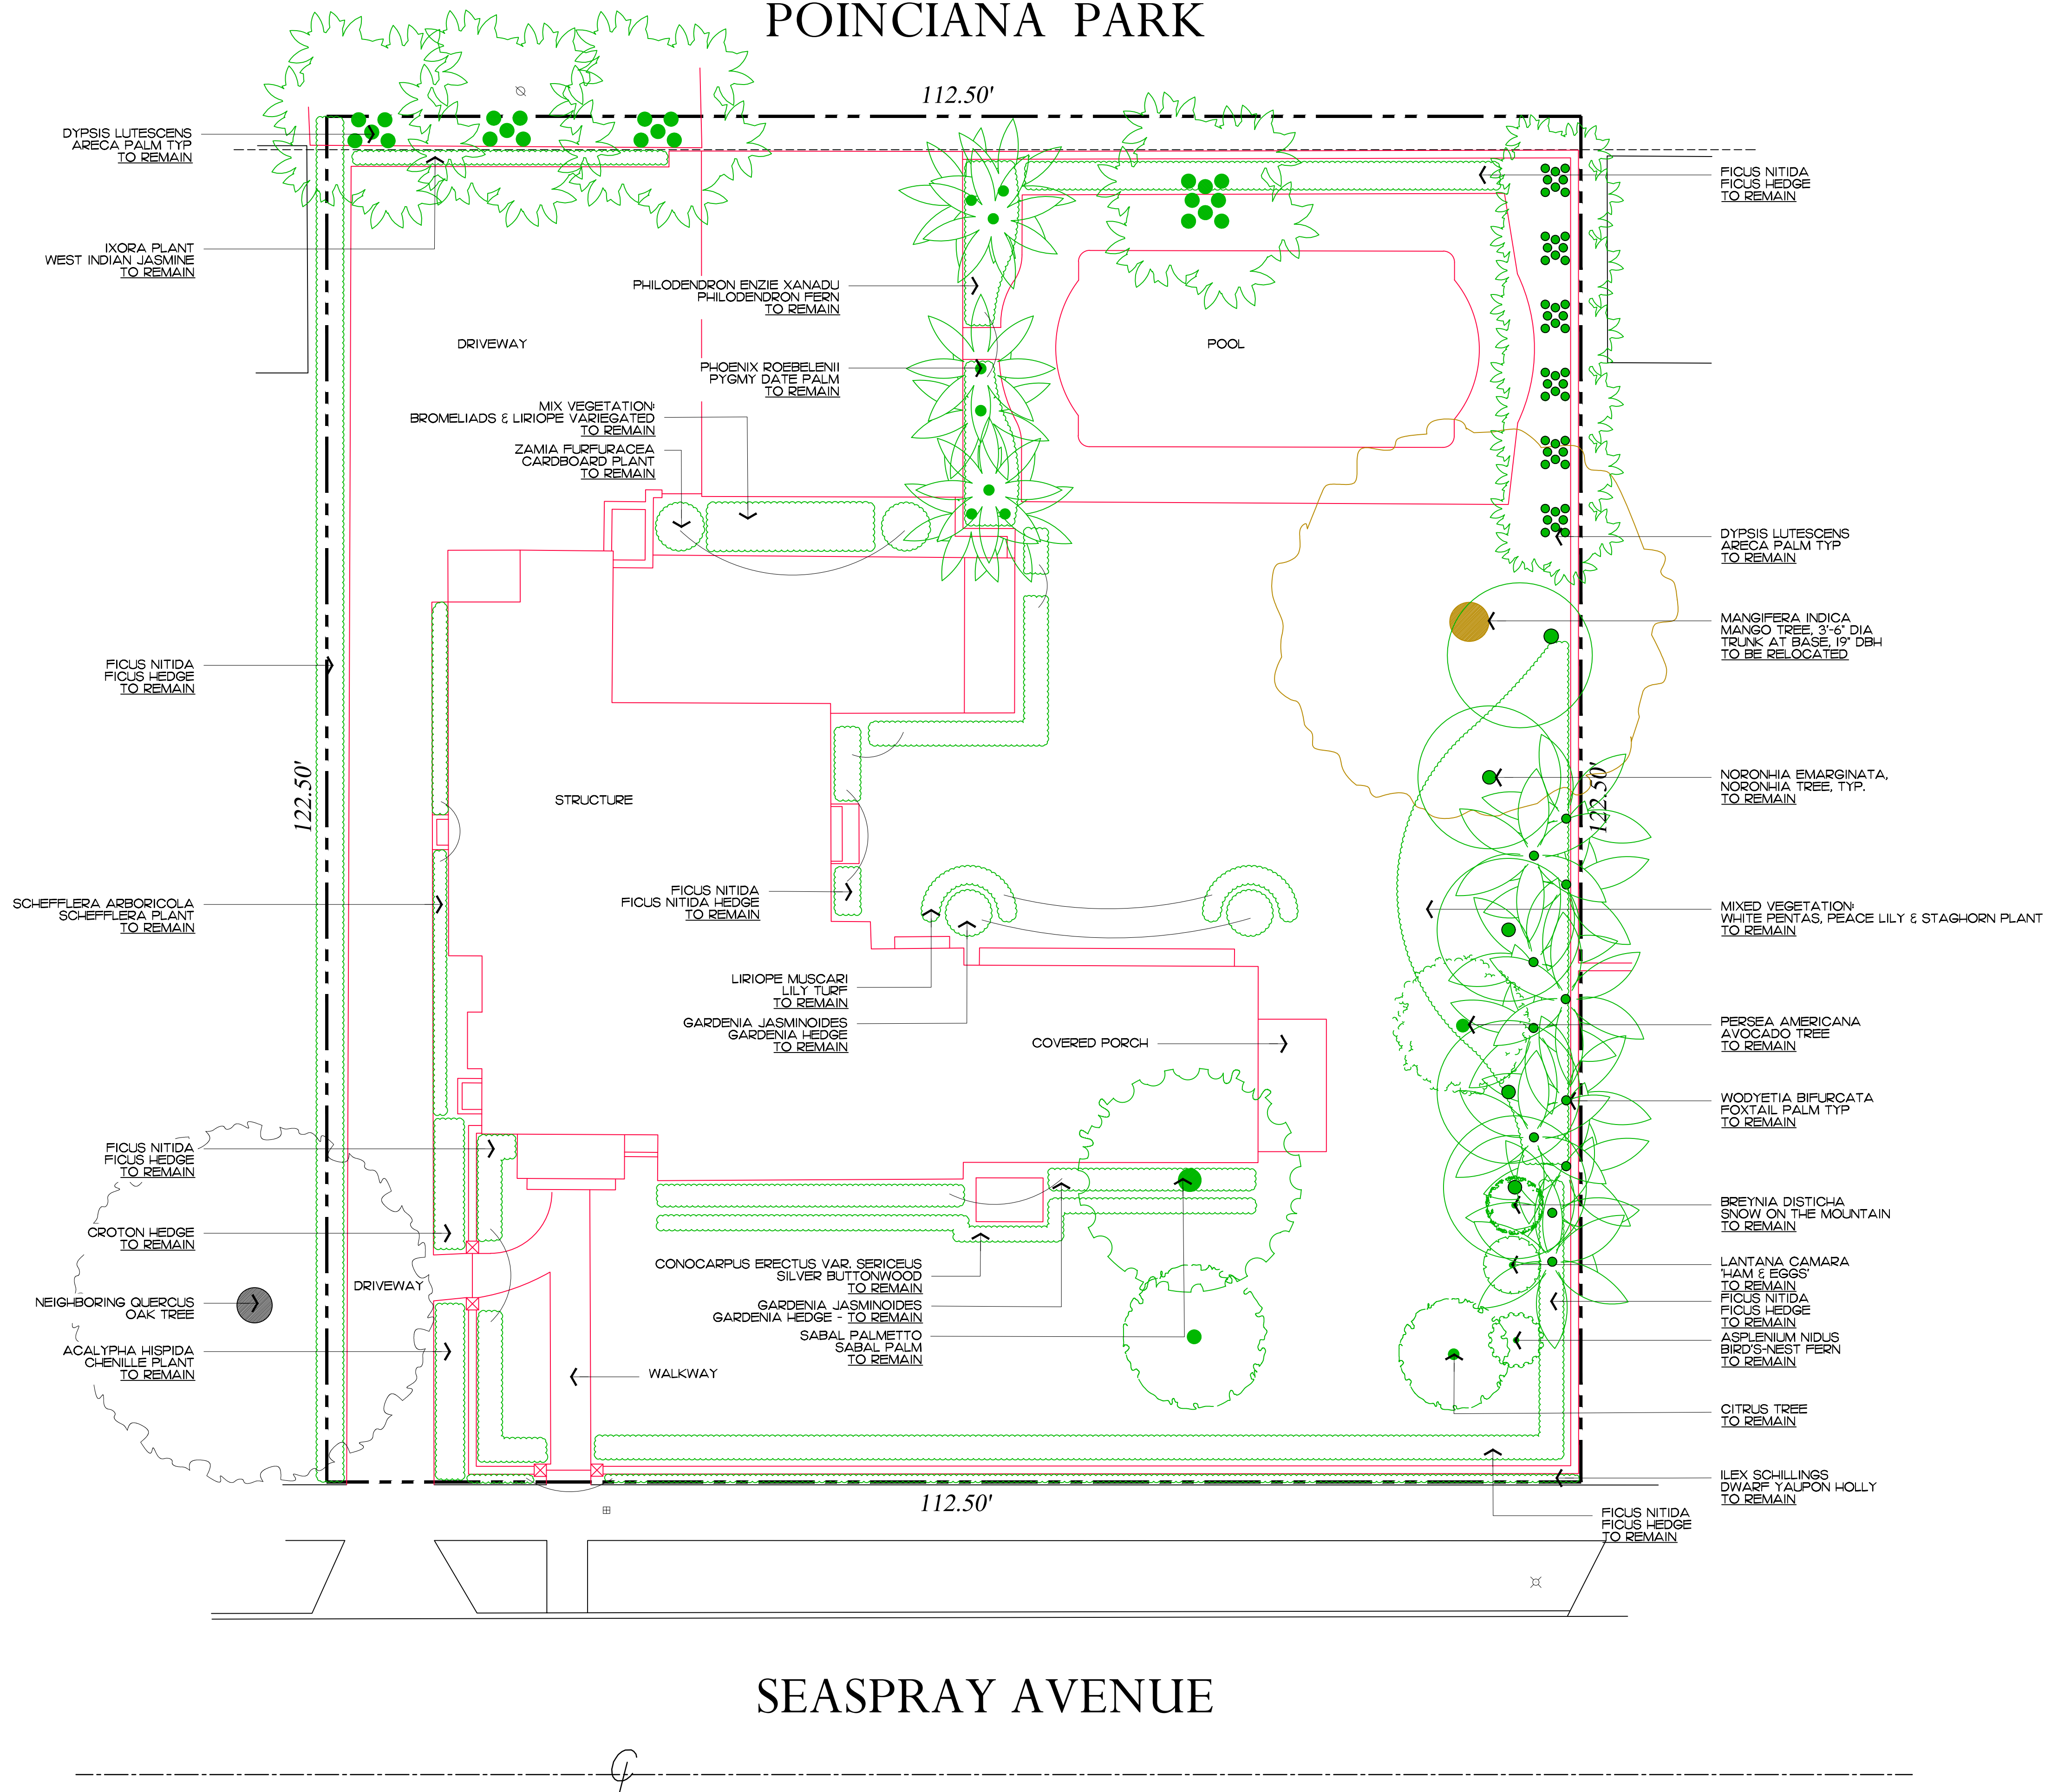 POINCIANA PARK
112.50'
DYPSIS LUTESCENS
ARECA PALM TYP
TO REMAIN
IXORA PLANT
WEST INDIAN JASMINE
TO REMAIN
FICUS NITIDA
FICUS HEDGE
TO REMAIN
PHILODENDRON ENZIE XANADU
PHILODENDRON FERN
TO REMAIN
DRIVEWAY
POOL
PHOENIX ROEBELENII
PYGMY DATE PALM
TO REMAIN
MIX VEGETATION:
BROMELIADS & LIRIOPE VARIEGATED
TO REMAIN
ZAMIA FURFURACEA
CARDBOARD PLANT
TO REMAIN
DYPSIS LUTESCENS
ARECA PALM TYP
TO REMAIN
MANGIFERA INDICA
MANGO TREE, 3'-6" DIA
TRUNK AT BASE, 19" DBH
TO BE RELOCATED
FICUS NITIDA
FICUS HEDGE
TO REMAIN
122.50'
122.50'
NORONHIA EMARGINATA,
NORONHIA TREE, TYP.
TO REMAIN
STRUCTURE
SCHEFFLERA ARBORICOLA
SCHEFFLERA PLANT
TO REMAIN
FICUS NITIDA
FICUS NITIDA HEDGE
TO REMAIN
MIXED VEGETATION:
WHITE PENTAS, PEACE LILY & STAGHORN PLANT
TO REMAIN
LIRIOPE MUSCARI
LILY TURF
TO REMAIN
GARDENIA JASMINOIDES
GARDENIA HEDGE
TO REMAIN
COVERED PORCH
PERSEA AMERICANA
AVOCADO TREE
TO REMAIN
WODYETIA BIFURCATA
FOXTAIL PALM TYP
TO REMAIN
FICUS NITIDA
FICUS HEDGE
TO REMAIN
BREYNIA DISTICHA
SNOW ON THE MOUNTAIN
TO REMAIN
CROTON HEDGE
TO REMAIN
CONOCARPUS ERECTUS VAR. SERICEUS
SILVER BUTTONWOOD
TO REMAIN
LANTANA CAMARA
'HAM & EGGS'
TO REMAIN
DRIVEWAY
NEIGHBORING QUERCUS
OAK TREE
GARDENIA JASMINOIDES
GARDENIA HEDGE - TO REMAIN
FICUS NITIDA
FICUS HEDGE
TO REMAIN
SABAL PALMETTO
SABAL PALM
TO REMAIN
ASPLENIUM NIDUS
BIRD'S-NEST FERN
TO REMAIN
ACALYPHA HISPIDA
CHENILLE PLANT
TO REMAIN
WALKWAY
CITRUS TREE
TO REMAIN
ILEX SCHILLINGS
DWARF YAUPON HOLLY
TO REMAIN
112.50'
FICUS NITIDA
FICUS HEDGE
TO REMAIN
SEASPRAY AVENUE